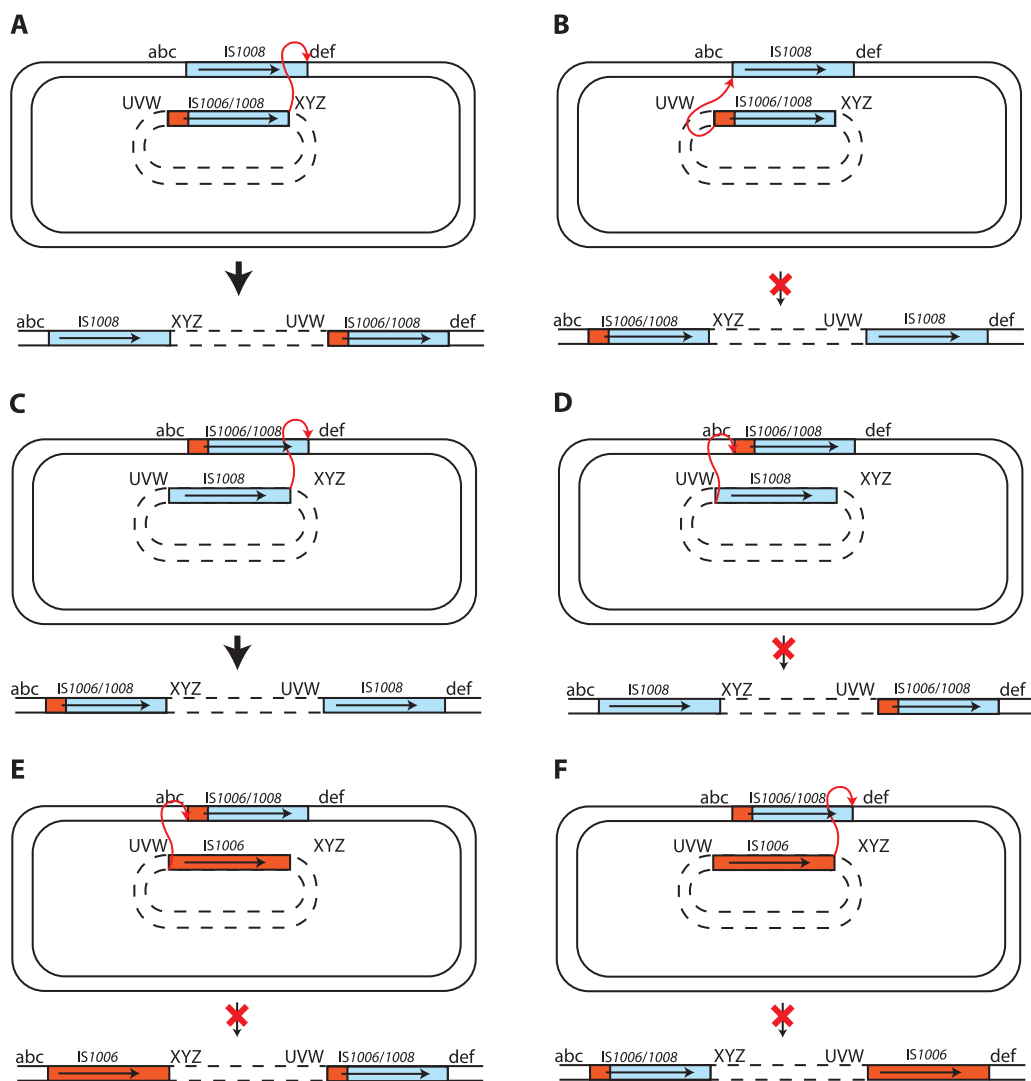 A
abc IS1008 def
UVW IS1006/1008 XYZ
abc IS1008 XYZ UVW IS1006/1008 def
B
abc IS1008 def
UVW IS1006/1008 XYZ
abc IS1006/1008 XYZ UVW IS1008 def
C
abc IS1006/1008 def
UVW IS1008 XYZ
abc IS1006/1008 XYZ UVW IS1008 def
D
abc IS1006/1008 def
UVW IS1008 XYZ
abc IS1008 XYZ UVW IS1006/1008 def
E
abc IS1006/1008 def
UVW IS1006 XYZ
abc IS1006 XYZ UVW IS1006/1008 def
F
abc IS1006/1008 def
UVW IS1006 XYZ
abc IS1006/1008 XYZ UVW IS1006 def